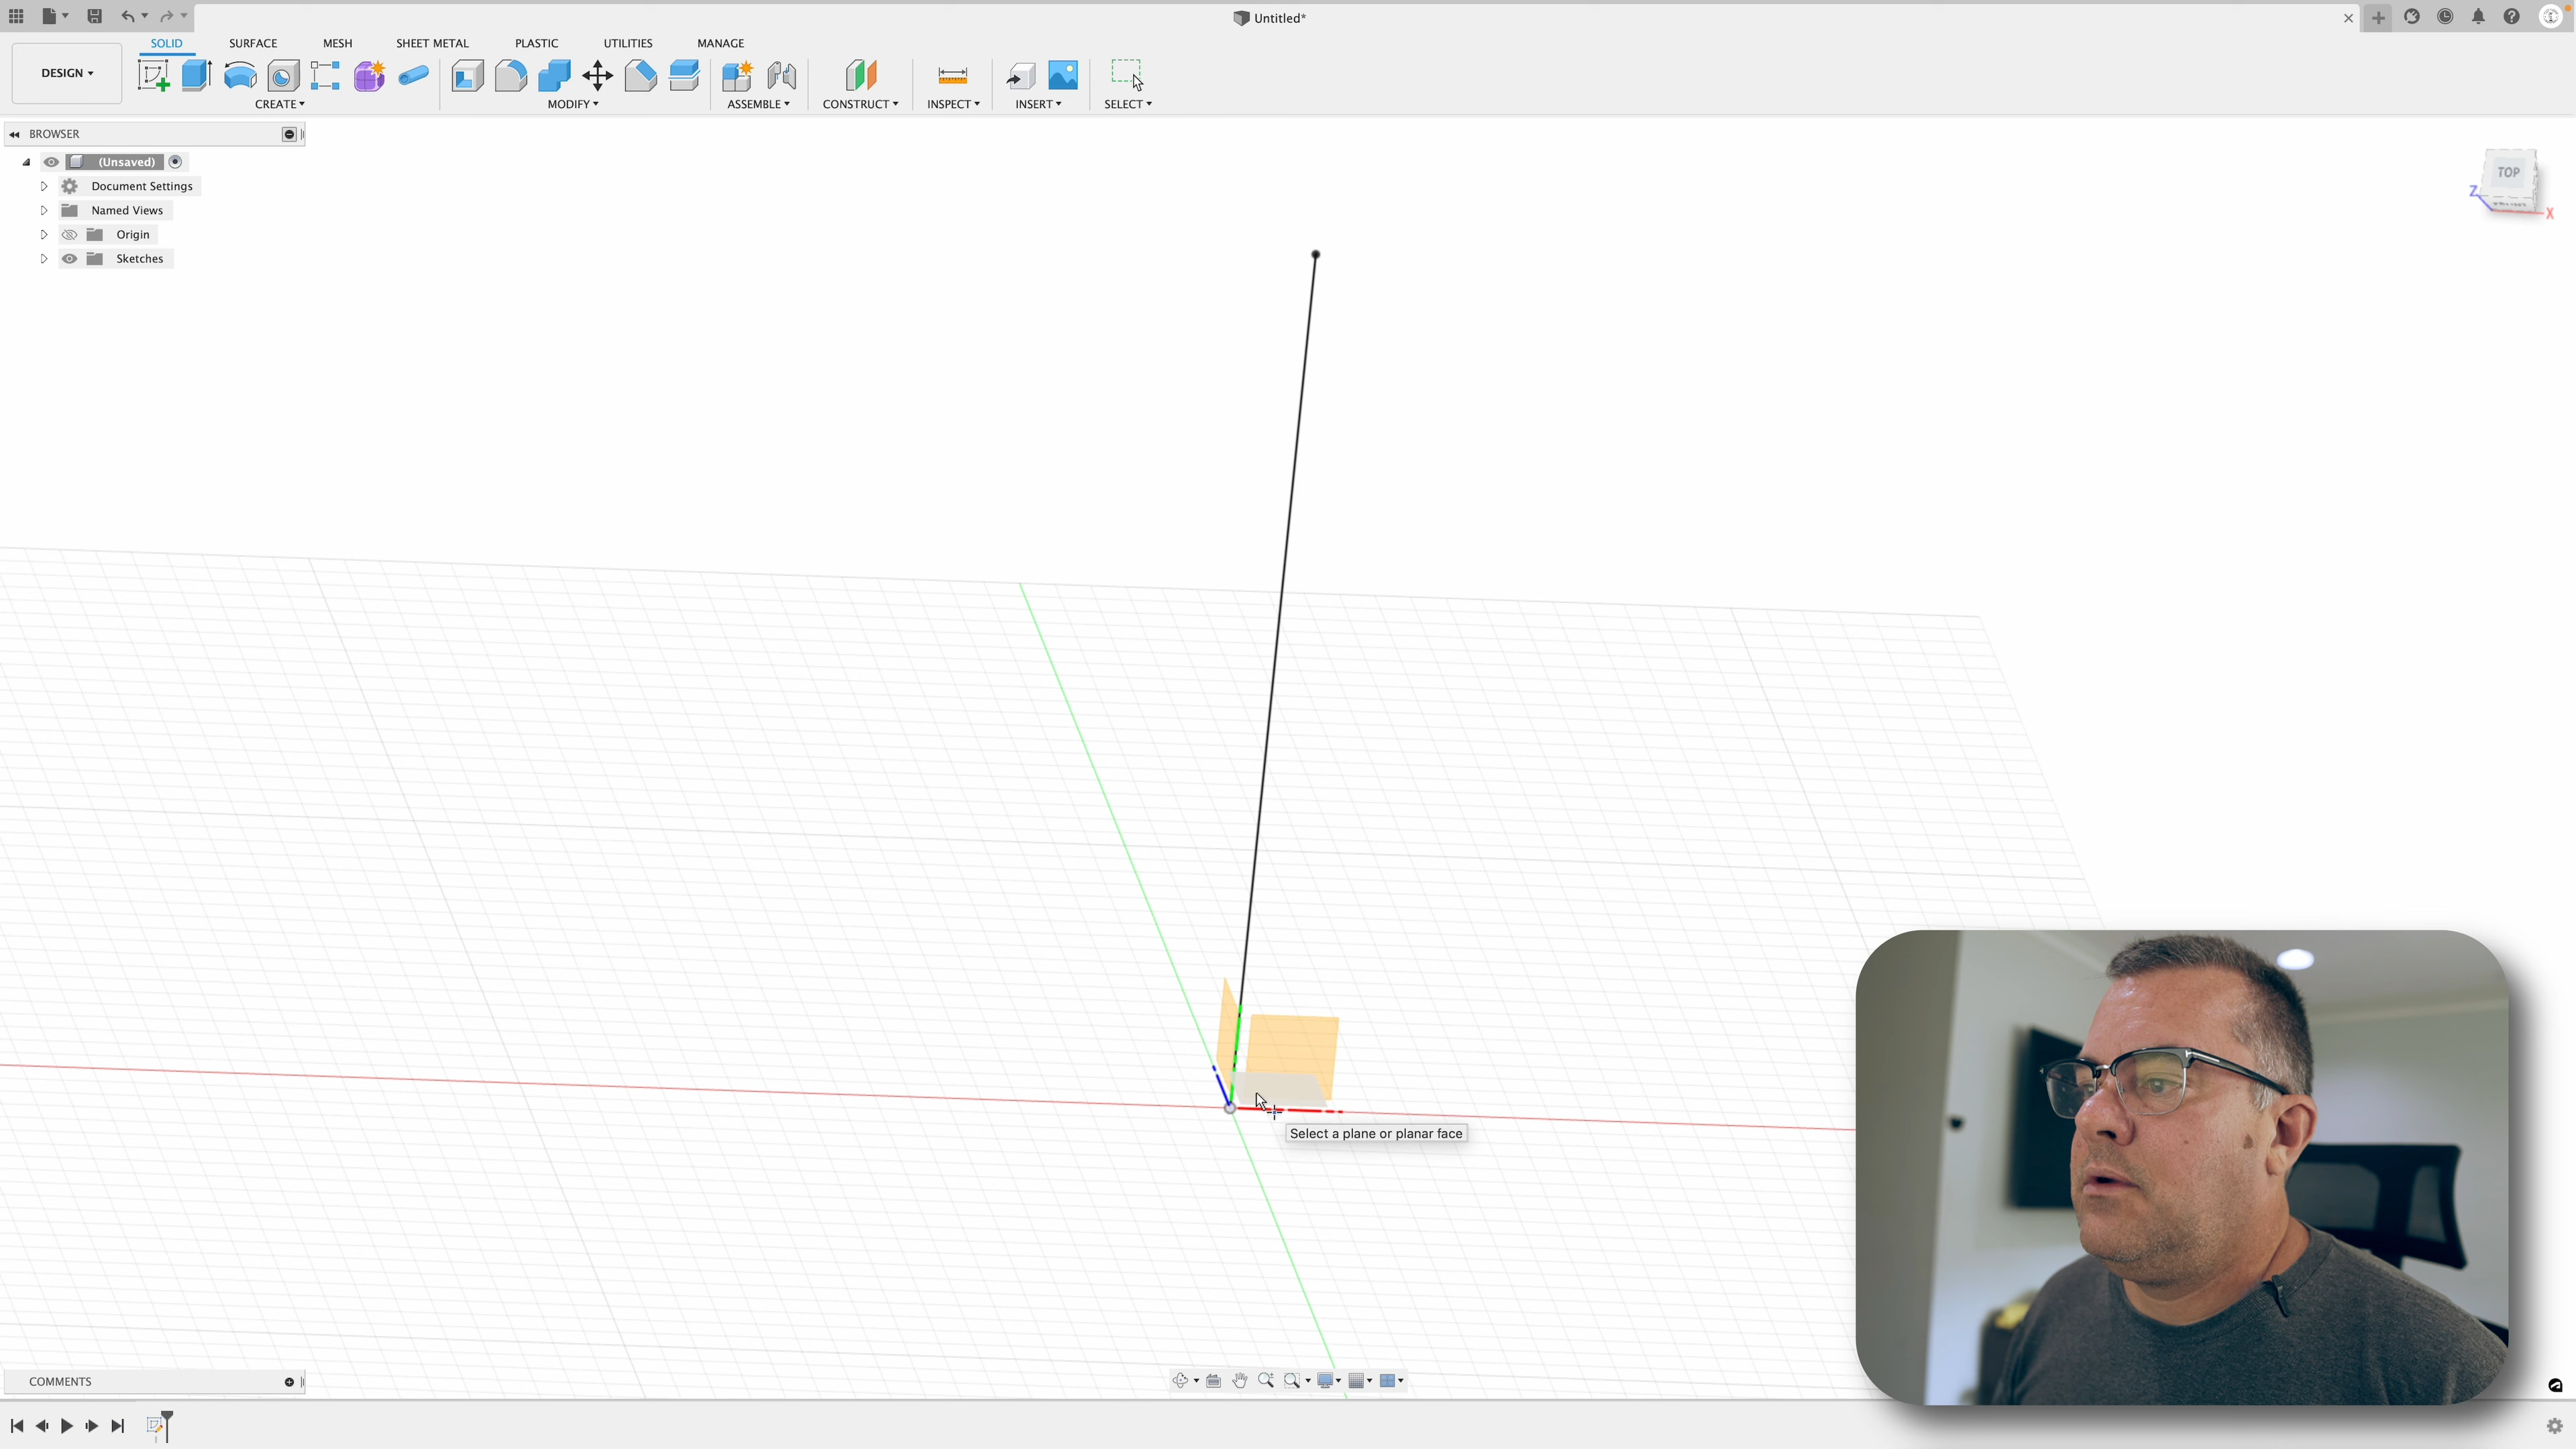 Untitled*
SOLID
SURFACE
MESH
SHEET METAL
PLASTIC
UTILITIES
MANAGE
DESIGN
CREATE
MODIFY
ASSEMBLE
CONSTRUCT
INSPECT
INSERT
SELECT
BROWSER
(Unsaved)
Document Settings
Named Views
Origin
Sketches
TOP
Z
X
Select a plane or planar face
COMMENTS